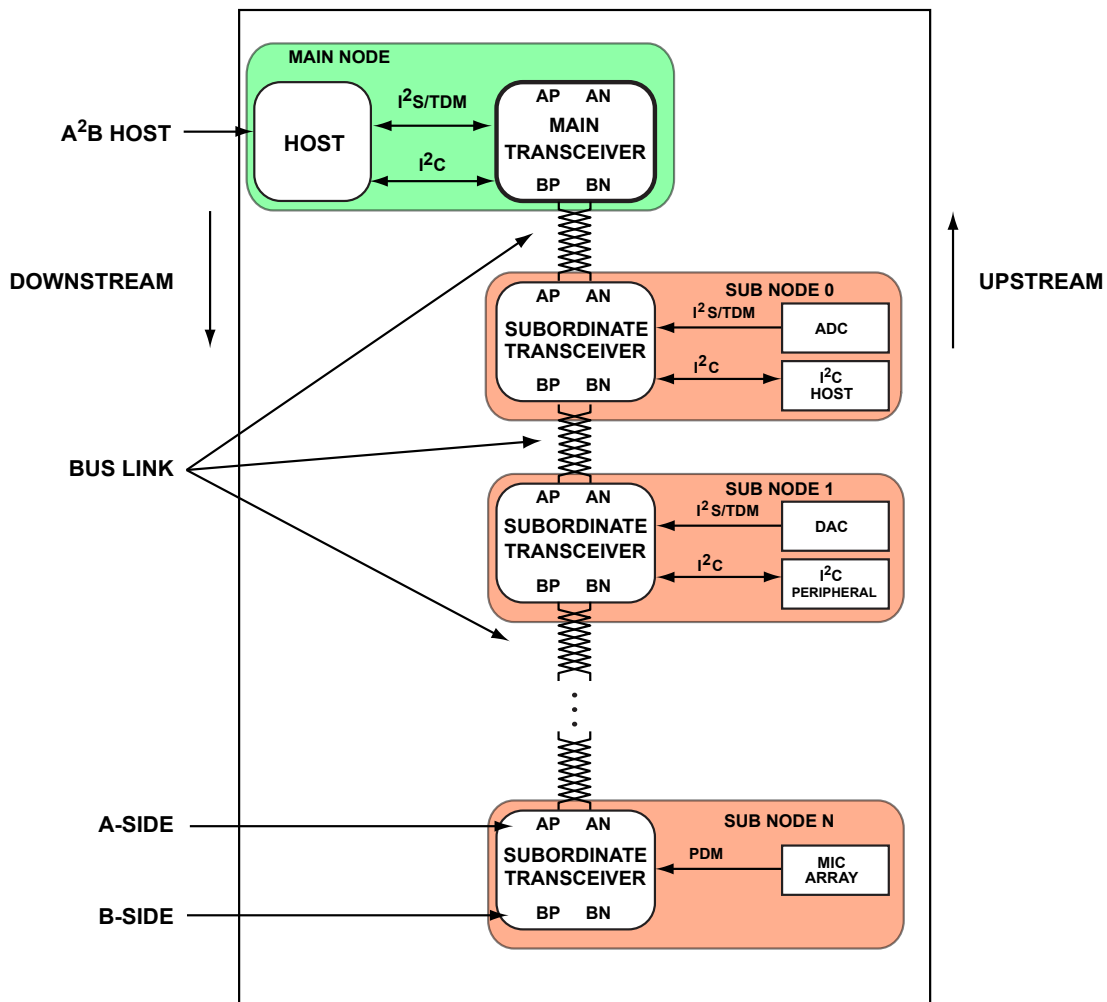 MAIN NODE
A²B HOST
HOST
I²S/TDM
I²C
AP AN
MAIN
TRANSCEIVER
BP BN
DOWNSTREAM
UPSTREAM
SUB NODE 0
AP AN
SUBORDINATE
TRANSCEIVER
BP BN
I²S/TDM
ADC
I²C
I²C
HOST
BUS LINK
SUB NODE 1
AP AN
SUBORDINATE
TRANSCEIVER
BP BN
I²S/TDM
DAC
I²C
I²C
PERIPHERAL
A-SIDE
SUB NODE N
AP AN
SUBORDINATE
TRANSCEIVER
BP BN
PDM
MIC
ARRAY
B-SIDE